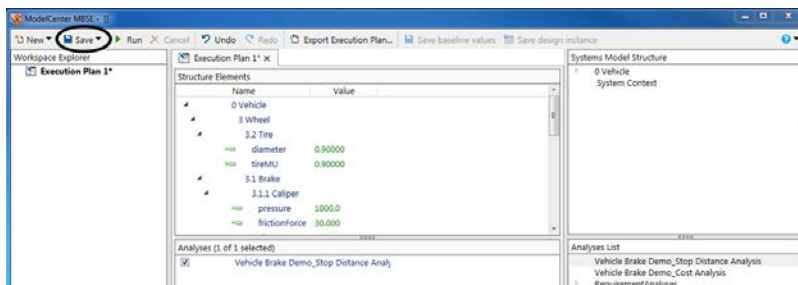 ModelCenter MBSE - []
New Save Run Cancel Undo Redo Export Execution Plan... Save baseline values Save design instance
Workspace Explorer
Execution Plan 1*
Execution Plan 1* x
Structure Elements
Name Value
0 Vehicle
3 Wheel
3.2 Tire
diameter 0.90000
tireMU 0.90000
3.1 Brake
3.1.1 Caliper
pressure 1000.0
frictionForce 30.000
Analyses (1 of 1 selected)
Vehicle Brake Demo_Stop Distance Analy
Systems Model Structure
0 Vehicle
System Context
Analyses List
Vehicle Brake Demo_Stop Distance Analysis
Vehicle Brake Demo_Cost Analysis
RequirementAnalyses